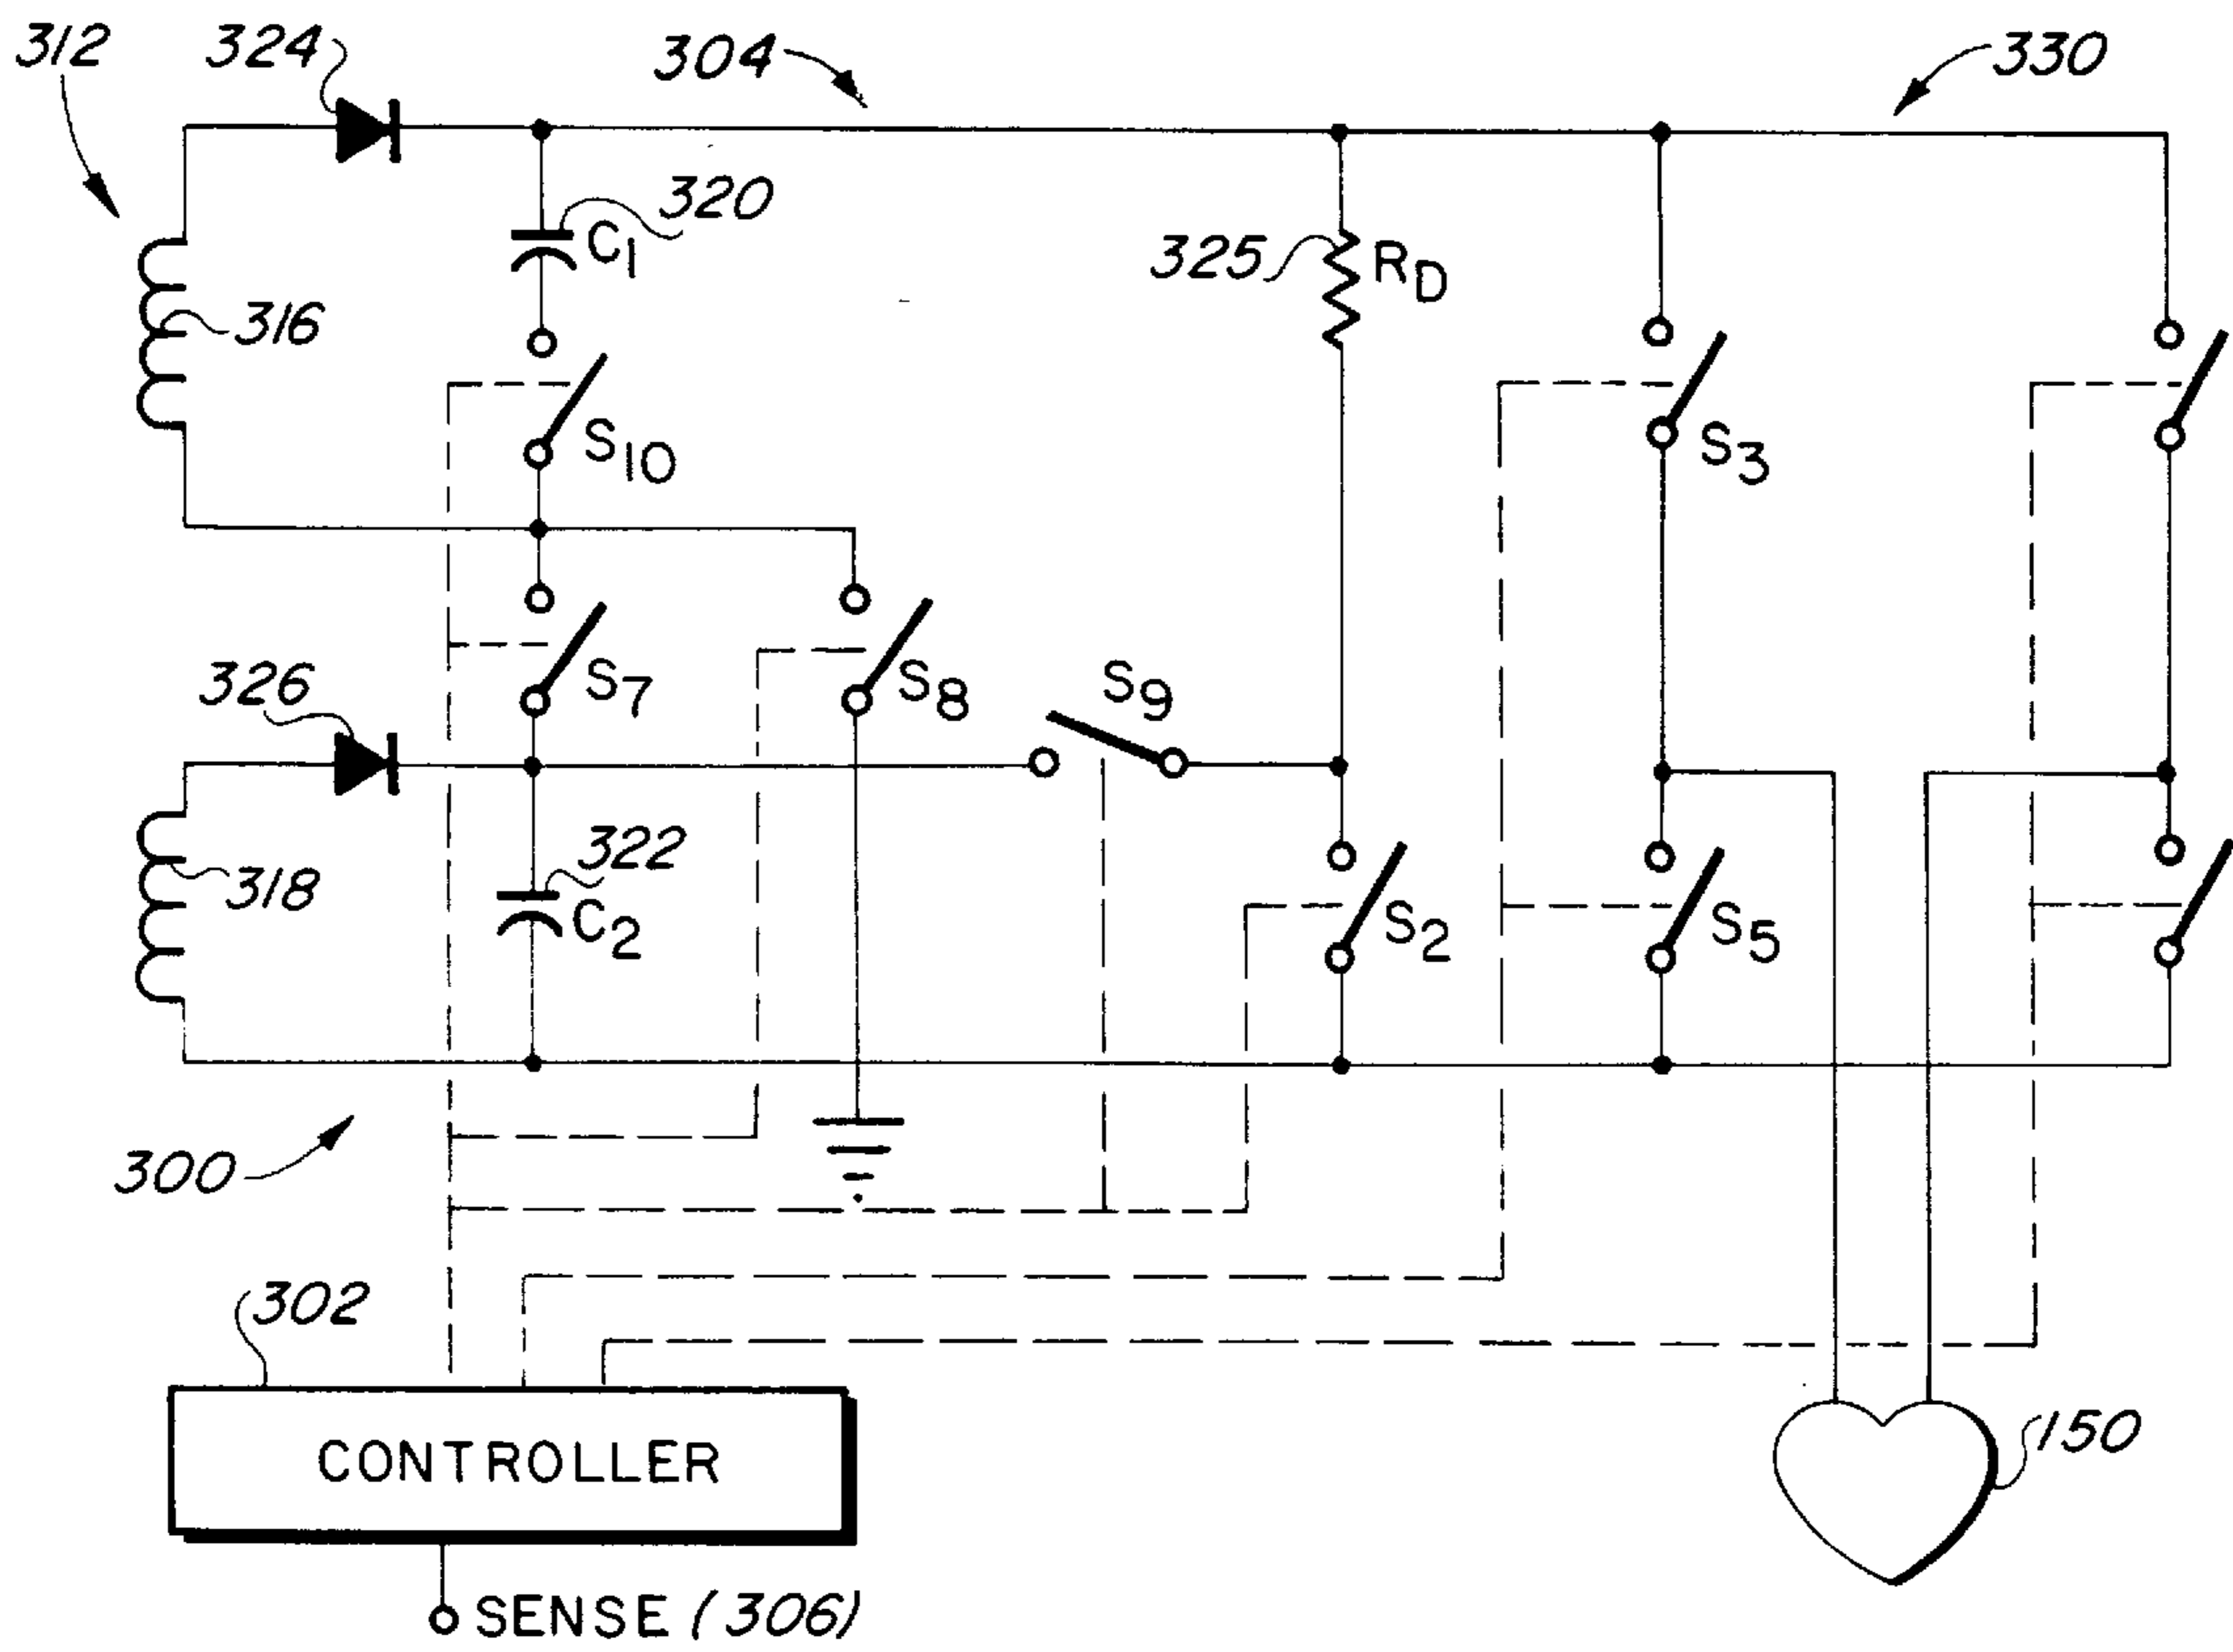 312
324
304
330
320
C1
325
RD
316
S10
S3
326
S7
S8
S9
322
318
C2
S2
S5
300
302
CONTROLLER
150
SENSE (306)